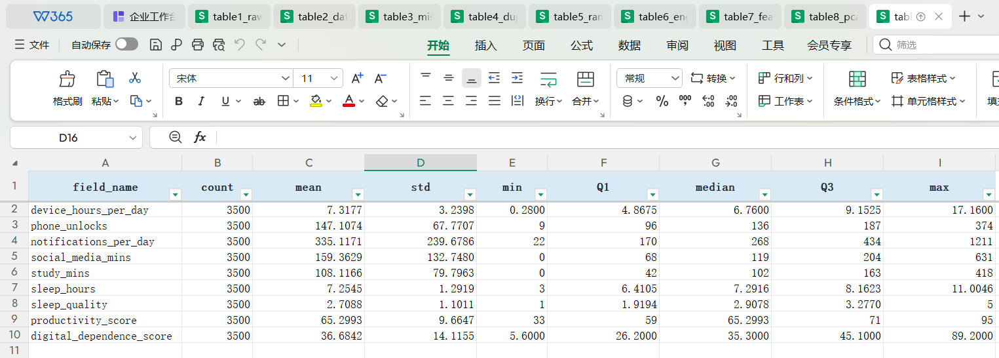 W365 企业工作台 table1_raw table2_dat table3_mis table4_dup table5_ran table6_enc table7_fea table8_pca tabl
文件 自动保存 开始 插入 页面 公式 数据 审阅 视图 工具 会员专享 筛选
宋体 11 A+ A- 常规 转换 行和列 表格样式
格式刷 粘贴 B I U ab A 换行 合并 % 000 工作表 条件格式 单元格样式 填
D16 fx
A B C D E F G H I
1 field_name count mean std min Q1 median Q3 max
2 device_hours_per_day 3500 7.3177 3.2398 0.2800 4.8675 6.7600 9.1525 17.1600
3 phone_unlocks 3500 147.1074 67.7707 9 96 136 187 374
4 notifications_per_day 3500 335.1171 239.6786 22 170 268 434 1211
5 social_media_mins 3500 159.3629 132.7480 0 68 119 204 631
6 study_mins 3500 108.1166 79.7963 0 42 102 163 418
7 sleep_hours 3500 7.2545 1.2919 3 6.4105 7.2916 8.1623 11.0046
8 sleep_quality 3500 2.7088 1.1011 1 1.9194 2.9078 3.2770 5
9 productivity_score 3500 65.2993 9.6647 33 59 65.2993 71 95
10 digital_dependence_score 3500 36.6842 14.1155 5.6000 26.2000 35.3000 45.1000 89.2000
11